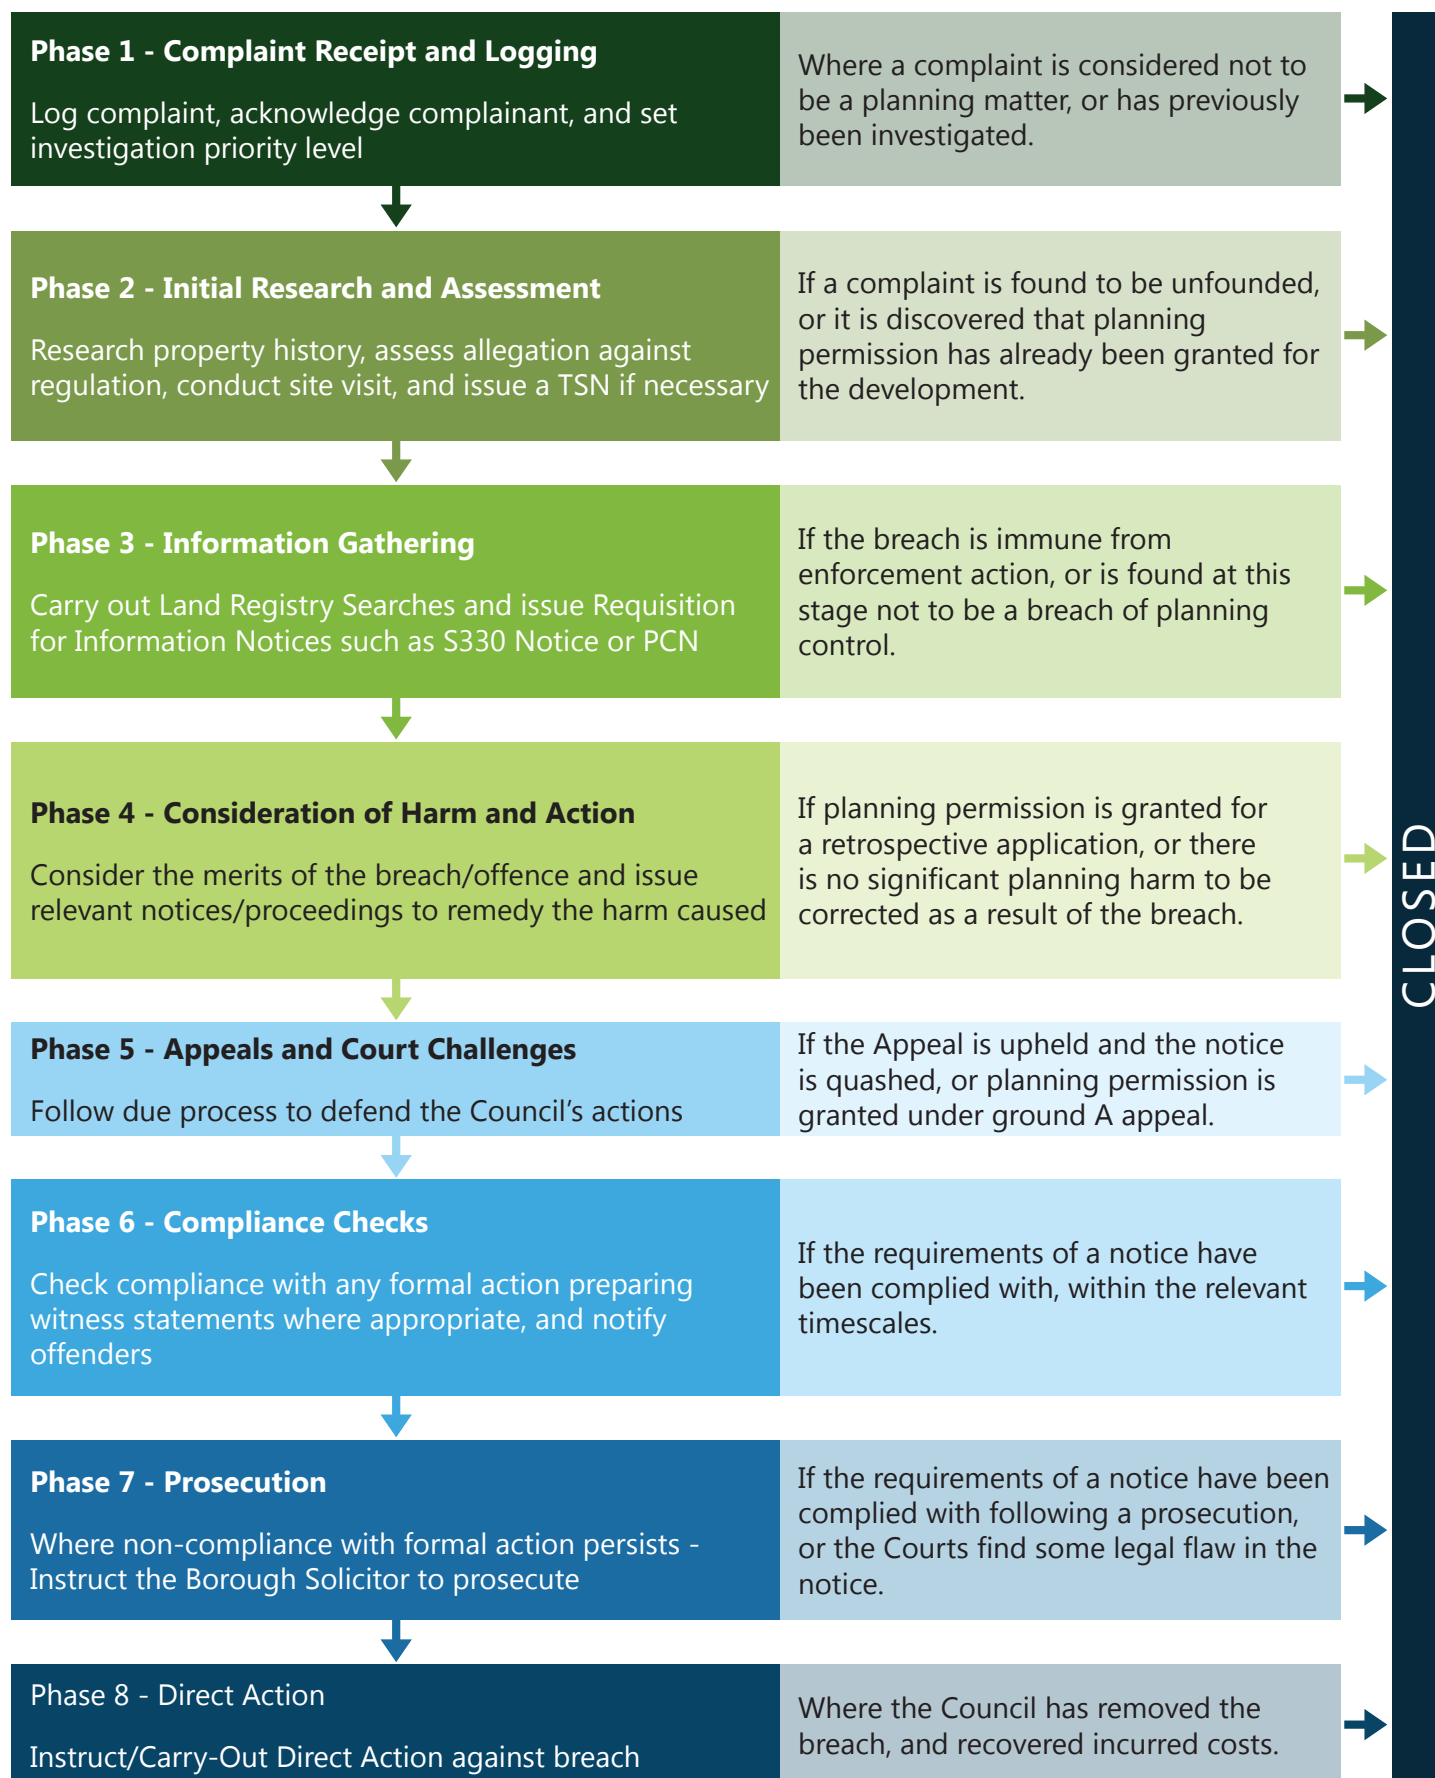 Phase 1 - Complaint Receipt and Logging
Log complaint, acknowledge complainant, and set
investigation priority level
Where a complaint is considered not to
be a planning matter, or has previously
been investigated.
Phase 2 - Initial Research and Assessment
Research property history, assess allegation against
regulation, conduct site visit, and issue a TSN if necessary
If a complaint is found to be unfounded,
or it is discovered that planning
permission has already been granted for
the development.
Phase 3 - Information Gathering
Carry out Land Registry Searches and issue Requisition
for Information Notices such as S330 Notice or PCN
If the breach is immune from
enforcement action, or is found at this
stage not to be a breach of planning
control.
Phase 4 - Consideration of Harm and Action
Consider the merits of the breach/offence and issue
relevant notices/proceedings to remedy the harm caused
If planning permission is granted for
a retrospective application, or there
is no significant planning harm to be
corrected as a result of the breach.
Phase 5 - Appeals and Court Challenges
Follow due process to defend the Council’s actions
If the Appeal is upheld and the notice
is quashed, or planning permission is
granted under ground A appeal.
Phase 6 - Compliance Checks
Check compliance with any formal action preparing
witness statements where appropriate, and notify
offenders
If the requirements of a notice have
been complied with, within the relevant
timescales.
Phase 7 - Prosecution
Where non-compliance with formal action persists -
Instruct the Borough Solicitor to prosecute
If the requirements of a notice have been
complied with following a prosecution,
or the Courts find some legal flaw in the
notice.
Phase 8 - Direct Action
Instruct/Carry-Out Direct Action against breach
Where the Council has removed the
breach, and recovered incurred costs.
CLOSED